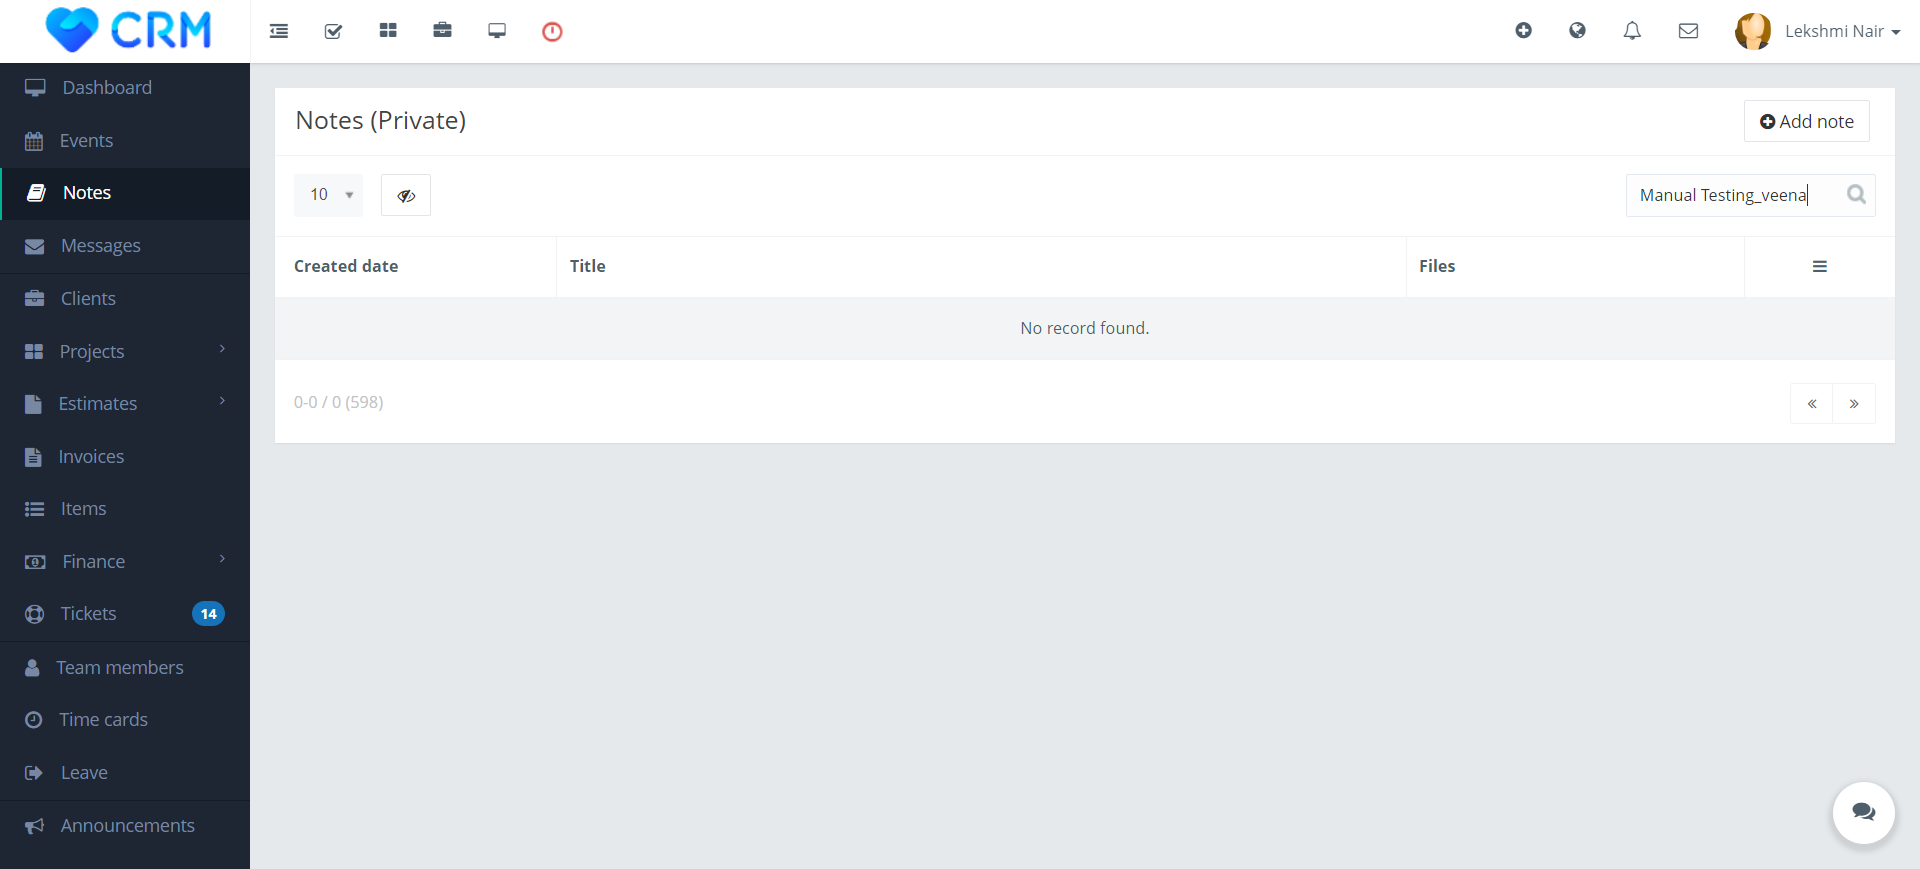 CRM
Lekshmi Nair
Dashboard
Events
Notes
Messages
Clients
Projects
Estimates
Invoices
Items
Finance
Tickets 14
Team members
Time cards
Leave
Announcements
Notes (Private)
Add note
10
Manual Testing_veena
Created date Title Files
No record found.
0-0 / 0 (598)
« »